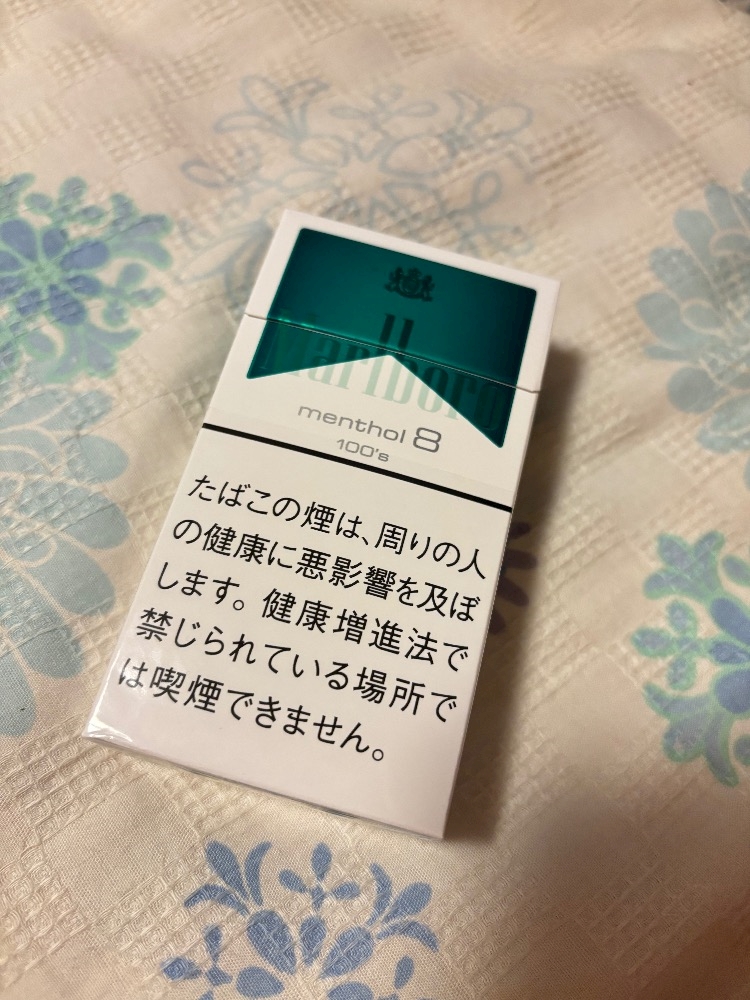 Marlboro
menthol 8
100's
たばこの煙は、周りの人
の健康に悪影響を及ぼ
します。健康増進法で
禁じられている場所で
は喫煙できません。